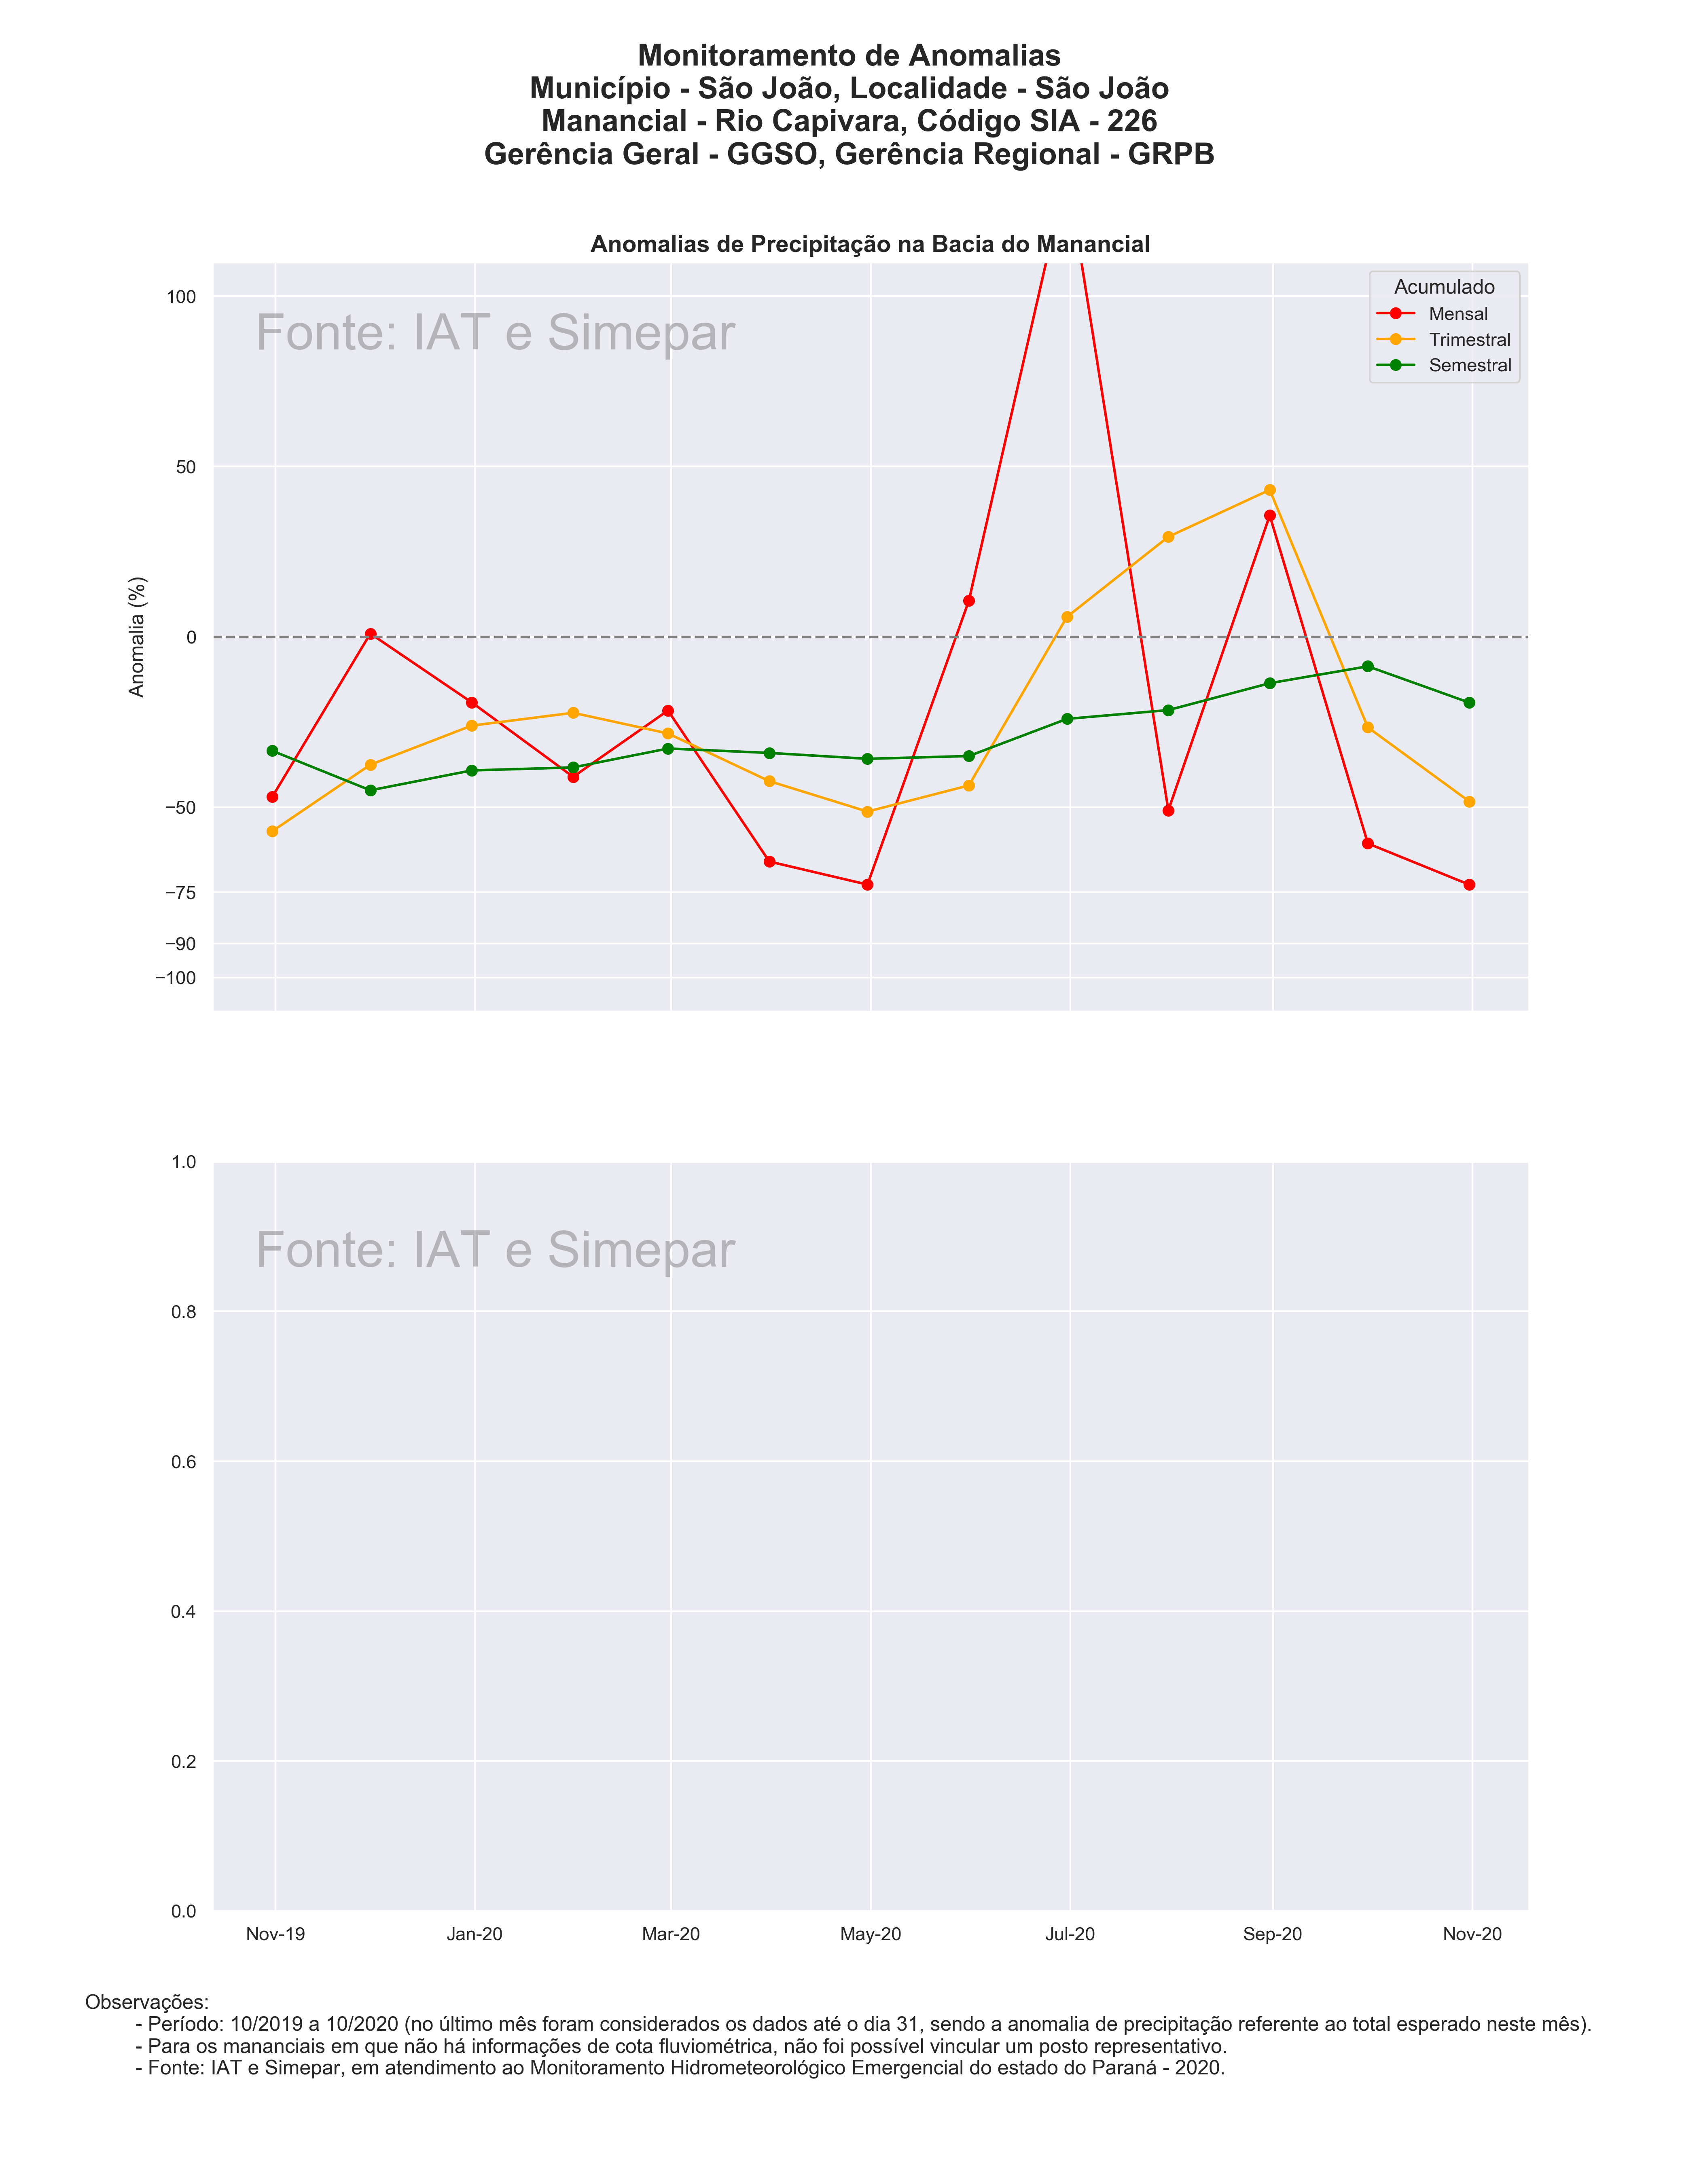 Monitoramento de Anomalias
Município - São João, Localidade - São João
Manancial - Rio Capivara, Código SIA - 226
Gerência Geral - GGSO, Gerência Regional - GRPB
Anomalias de Precipitação na Bacia do Manancial
Fonte: IAT e Simepar
Acumulado
Mensal
Trimestral
Semestral
Anomalia (%)
100
50
0
−50
−75
−90
−100
Fonte: IAT e Simepar
1.0
0.8
0.6
0.4
0.2
0.0
Nov-19 Jan-20 Mar-20 May-20 Jul-20 Sep-20 Nov-20
Observações:
- Período: 10/2019 a 10/2020 (no último mês foram considerados os dados até o dia 31, sendo a anomalia de precipitação referente ao total esperado neste mês).
- Para os mananciais em que não há informações de cota fluviométrica, não foi possível vincular um posto representativo.
- Fonte: IAT e Simepar, em atendimento ao Monitoramento Hidrometeorológico Emergencial do estado do Paraná - 2020.